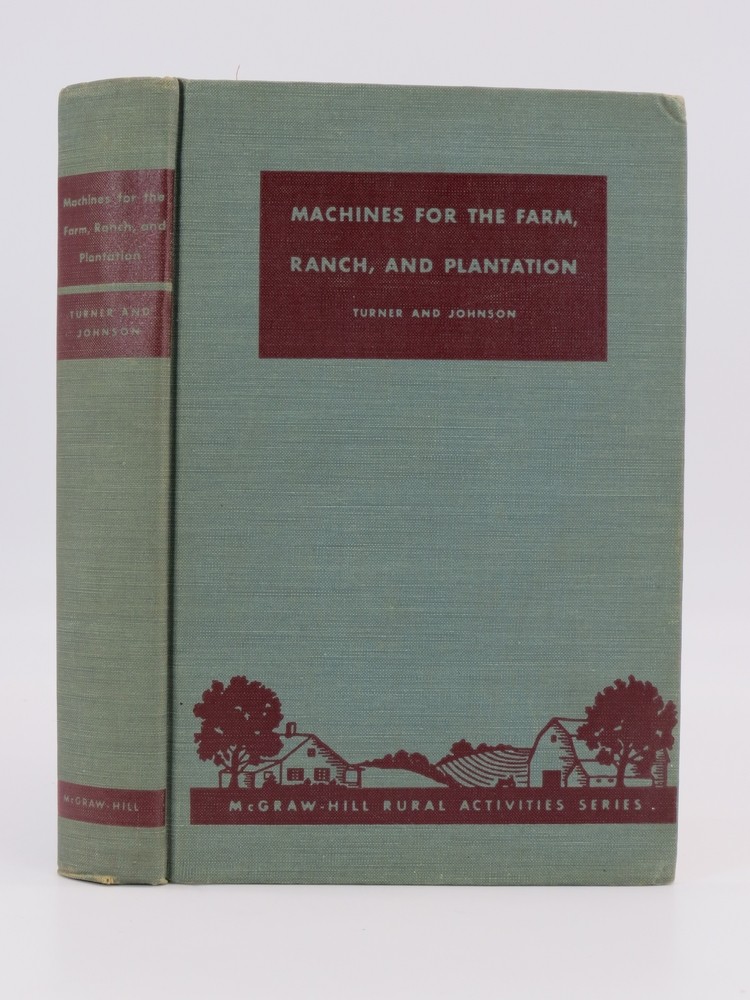 Machines for the
Farm, Ranch, and
Plantation
TURNER AND
JOHNSON
McGRAW-HILL
MACHINES FOR THE FARM,
RANCH, AND PLANTATION
TURNER AND JOHNSON
McGRAW-HILL RURAL ACTIVITIES SERIES.